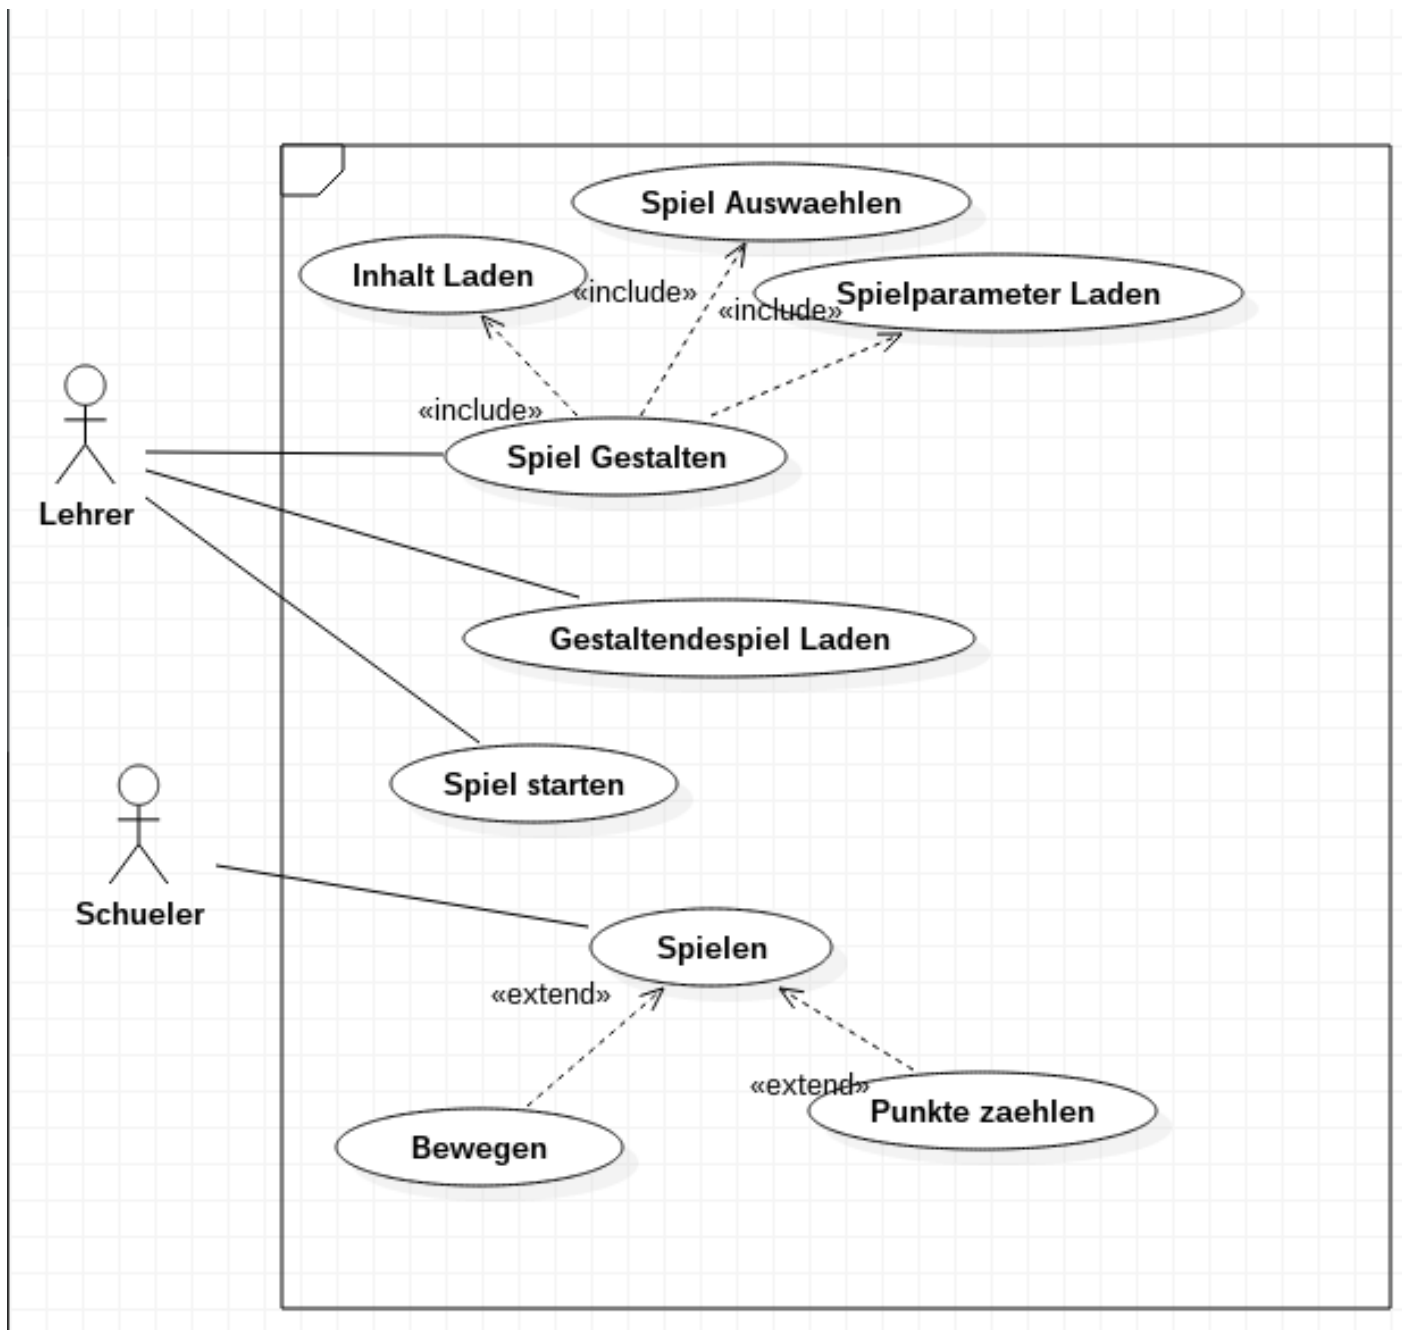 Spiel Auswaehlen
Inhalt Laden
«include»
Spielparameter Laden
«include»
«include»
Spiel Gestalten
Lehrer
Gestaltendespiel Laden
Spiel starten
Schueler
Spielen
«extend»
«extend»
Punkte zaehlen
Bewegen